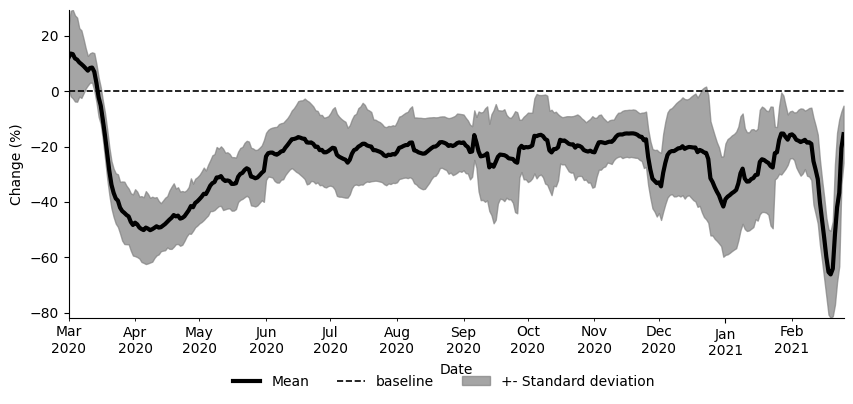 20
0
−20
−40
−60
−80
Change (%)
Mar Apr May Jun Jul Aug Sep Oct Nov Dec Jan Feb
2020 2020 2020 2020 2020 2020 2020 2020 2020 2020 2021 2021
Date
Mean baseline +- Standard deviation